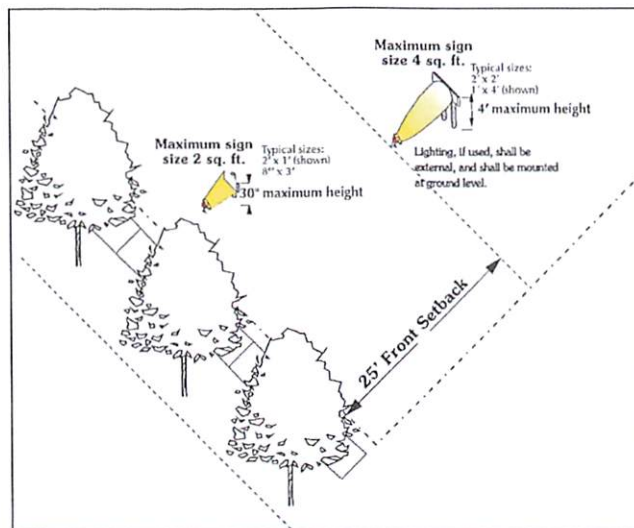 Maximum sign
size 4 sq. ft.
Typical sizes:
2' x 2'
1' x 4' (shown)
4' maximum height
Lighting, if used, shall be
external, and shall be mounted
at ground level.
Maximum sign
size 2 sq. ft.
Typical sizes:
2' x 1' (shown)
8" x 3'
30" maximum height
25' Front Setback